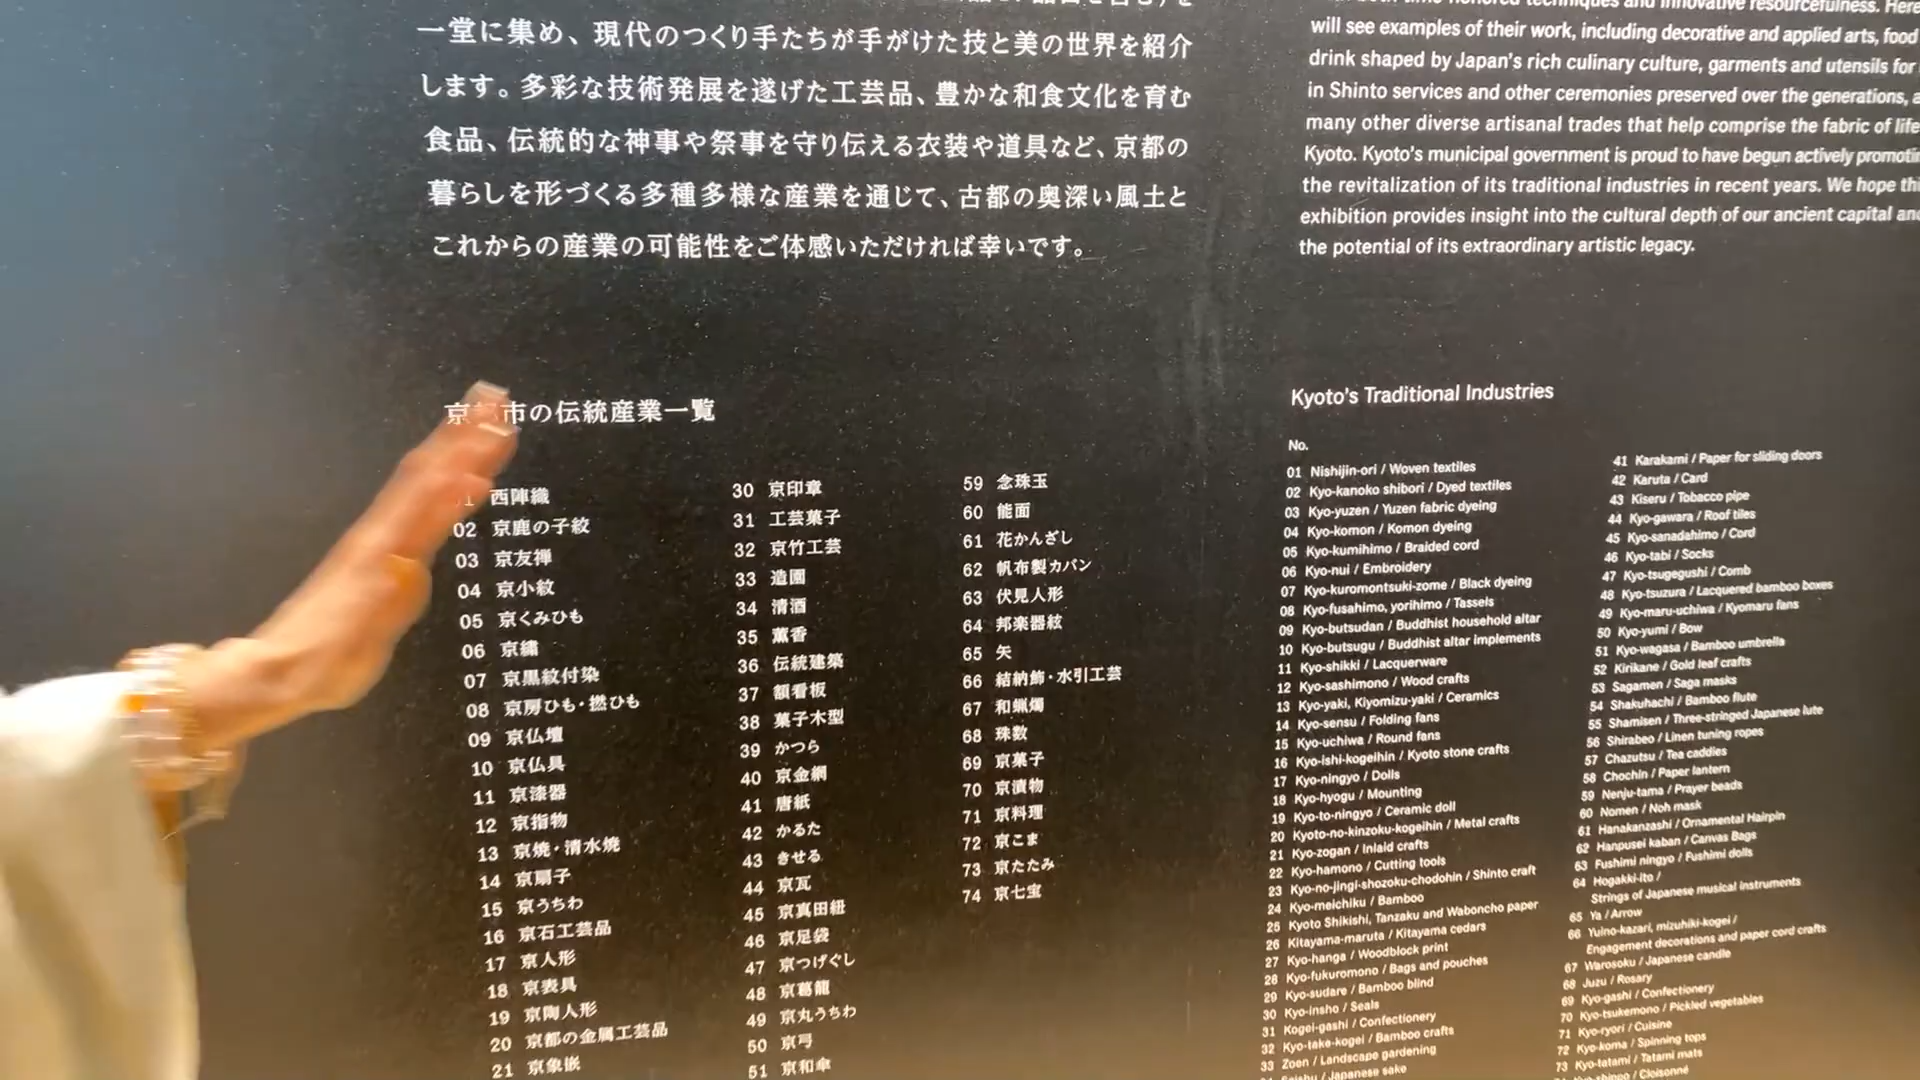 一堂に集め、現代のつくり手たちが手がけた技と美の世界を紹介
します。多彩な技術発展を遂げた工芸品、豊かな和食文化を育む
食品、伝統的な神事や祭事を守り伝える衣装や道具など、京都の
暮らしを形づくる多種多様な産業を通じて、古都の奥深い風土と
これからの産業の可能性をご体感いただければ幸いです。
京都市の伝統産業一覧
01 西陣織
02 京鹿の子絞
03 京友禅
04 京小紋
05 京くみひも
06 京繍
07 京黒紋付染
08 京房ひも・撚ひも
09 京仏壇
10 京仏具
11 京漆器
12 京指物
13 京焼・清水焼
14 京扇子
15 京うちわ
16 京石工芸品
17 京人形
18 京表具
19 京陶人形
20 京都の金属工芸品
21 京象嵌
30 京印章
31 工芸菓子
32 京竹工芸
33 造園
34 清酒
35 薫香
36 伝統建築
37 額看板
38 菓子木型
39 かつら
40 京金網
41 唐紙
42 かるた
43 きせる
44 京瓦
45 京真田紐
46 京足袋
47 京つげぐし
48 京葛籠
49 京丸うちわ
50 京弓
51 京和傘
59 念珠玉
60 能面
61 花かんざし
62 帆布製カバン
63 伏見人形
64 邦楽器絃
65 矢
66 結納飾・水引工芸
67 和蝋燭
68 珠数
69 京菓子
70 京漬物
71 京料理
72 京こま
73 京たたみ
74 京七宝
techniques and innovative resourcefulness. Here
will see examples of their work, including decorative and applied arts, food
drink shaped by Japan's rich culinary culture, garments and utensils for
in Shinto services and other ceremonies preserved over the generations,
many other diverse artisanal trades that help comprise the fabric of life
Kyoto. Kyoto's municipal government is proud to have begun actively
the revitalization of its traditional industries in recent years. We hope
exhibition provides insight into the cultural depth of our ancient capital
the potential of its extraordinary artistic legacy.
Kyoto's Traditional Industries
No.
01 Nishijin-ori / Woven textiles
02 Kyo-kanoko shibori / Dyed textiles
03 Kyo-yuzen / Yuzen fabric dyeing
04 Kyo-komon / Komon dyeing
05 Kyo-kumihimo / Braided cord
06 Kyo-nui / Embroidery
07 Kyo-kuromontsuki-zome / Black dyeing
08 Kyo-fusahimo, yorihimo / Tassels
09 Kyo-butsudan / Buddhist household altar
10 Kyo-butsugu / Buddhist altar implements
11 Kyo-shikki / Lacquerware
12 Kyo-sashimono / Wood crafts
13 Kyo-yaki, Kiyomizu-yaki / Ceramics
14 Kyo-sensu / Folding fans
15 Kyo-uchiwa / Round fans
16 Kyo-ishi-kogeihin / Kyoto stone crafts
17 Kyo-ningyo / Dolls
18 Kyo-hyogu / Mounting
19 Kyo-to-ningyo / Ceramic doll
20 Kyoto-no-kinzoku-kogeihin / Metal crafts
21 Kyo-zogan / Inlaid crafts
22 Kyo-hamono / Cutting tools
23 Kyo-no-jingi-shozoku-chodohin / Shinto craft
24 Kyo-meichiku / Bamboo
25 Kyoto Shikishi, Tanzaku and Waboncho paper
26 Kitayama-maruta / Kitayama cedars
27 Kyo-hanga / Woodblock print
28 Kyo-fukuromono / Bags and pouches
29 Kyo-sudare / Bamboo blind
30 Kyo-insho / Seals
31 Kogei-gashi / Confectionery
32 Kyo-take-kogei / Bamboo crafts
33 Zoen / Landscape gardening
Seishu / Japanese sake
41 Karakami / Paper for sliding doors
42 Karuta / Card
43 Kiseru / Tobacco pipe
44 Kyo-gawara / Roof tiles
45 Kyo-sanadahimo / Cord
46 Kyo-tabi / Socks
47 Kyo-tsugegushi / Comb
48 Kyo-tsuzura / Lacquered bamboo boxes
49 Kyo-maru-uchiwa / Kyomaru fans
50 Kyo-yumi / Bow
51 Kyo-wagasa / Bamboo umbrella
52 Kirikane / Gold leaf crafts
53 Sagamen / Saga masks
54 Shakuhachi / Bamboo flute
55 Shamisen / Three-stringed Japanese lute
56 Shirabeo / Linen tuning ropes
57 Chazutsu / Tea caddies
58 Chochin / Paper lantern
59 Nenju-tama / Prayer beads
60 Nomen / Noh mask
61 Hanakanzashi / Ornamental Hairpin
62 Hanpusei kaban / Canvas Bags
63 Fushimi ningyo / Fushimi dolls
64 Hogakki-ito /
Strings of Japanese musical instruments
65 Ya / Arrow
66 Yuino-kazari, mizuhiki-kogei /
Engagement decorations and paper cord crafts
67 Warosoku / Japanese candle
68 Juzu / Rosary
69 Kyo-gashi / Confectionery
70 Kyo-tsukemono / Pickled vegetables
71 Kyo-ryori / Cuisine
72 Kyo-koma / Spinning tops
73 Kyo-tatami / Tatami mats
Kyo-shippo / Cloisonné